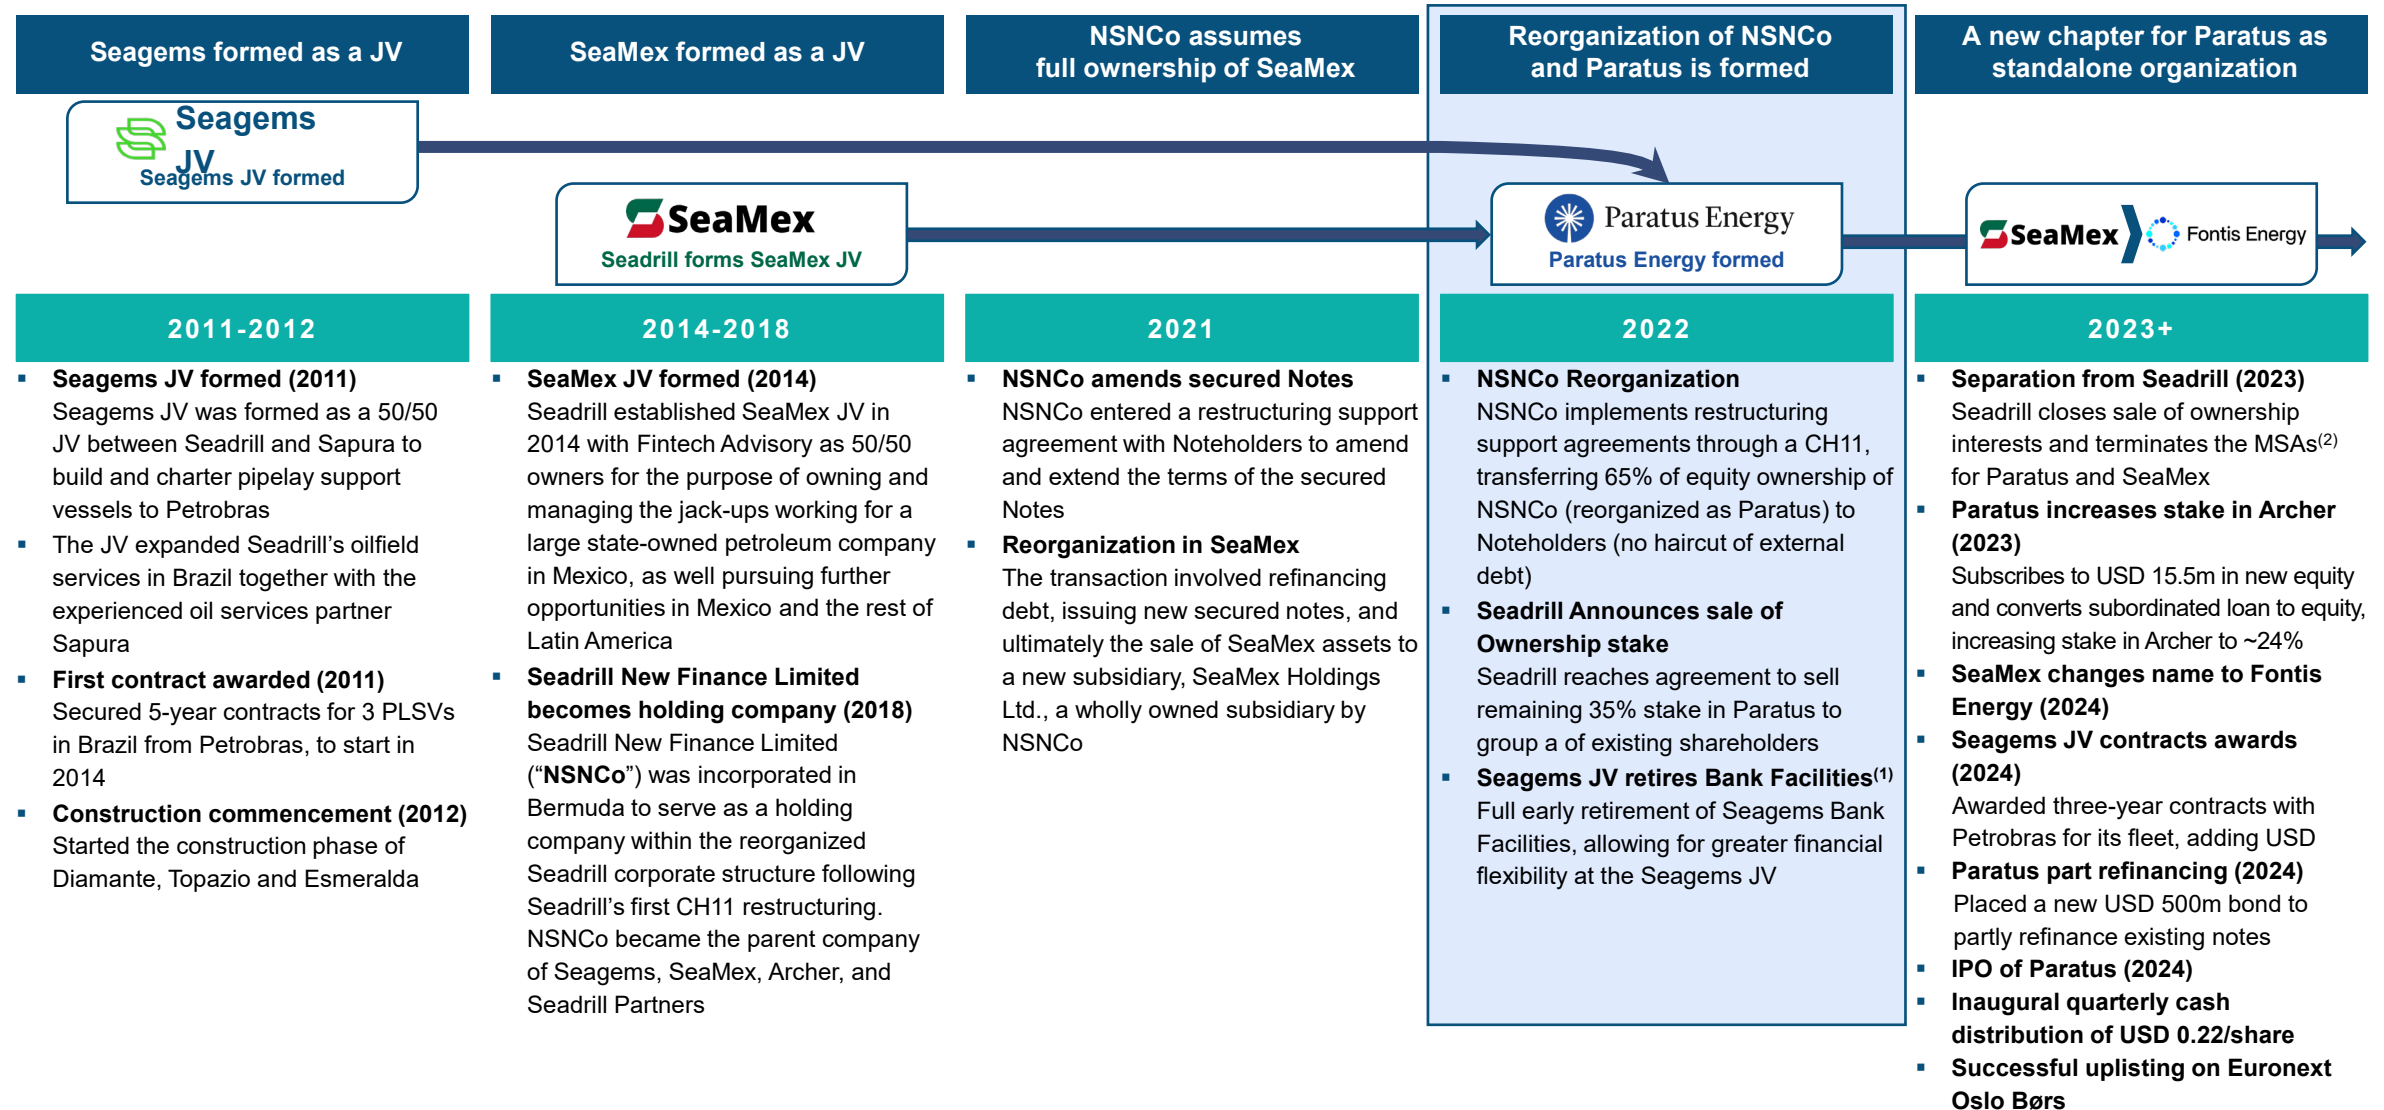 Seagems formed as a JV
SeaMex formed as a JV
NSNCo assumes
full ownership of SeaMex
Reorganization of NSNCo
and Paratus is formed
A new chapter for Paratus as
standalone organization
Seagems
JV
Seagems JV formed
SeaMex
Seadrill forms SeaMex JV
Paratus Energy
Paratus Energy formed
SeaMex
Fontis Energy
2011-2012
▪ Seagems JV formed (2011)
Seagems JV was formed as a 50/50
JV between Seadrill and Sapura to
build and charter pipelay support
vessels to Petrobras
▪ The JV expanded Seadrill’s oilfield
services in Brazil together with the
experienced oil services partner
Sapura
▪ First contract awarded (2011)
Secured 5-year contracts for 3 PLSVs
in Brazil from Petrobras, to start in
2014
▪ Construction commencement (2012)
Started the construction phase of
Diamante, Topazio and Esmeralda
2014-2018
▪ SeaMex JV formed (2014)
Seadrill established SeaMex JV in
2014 with Fintech Advisory as 50/50
owners for the purpose of owning and
managing the jack-ups working for a
large state-owned petroleum company
in Mexico, as well pursuing further
opportunities in Mexico and the rest of
Latin America
▪ Seadrill New Finance Limited
becomes holding company (2018)
Seadrill New Finance Limited
(“NSNCo”) was incorporated in
Bermuda to serve as a holding
company within the reorganized
Seadrill corporate structure following
Seadrill’s first CH11 restructuring.
NSNCo became the parent company
of Seagems, SeaMex, Archer, and
Seadrill Partners
2021
▪ NSNCo amends secured Notes
NSNCo entered a restructuring support
agreement with Noteholders to amend
and extend the terms of the secured
Notes
▪ Reorganization in SeaMex
The transaction involved refinancing
debt, issuing new secured notes, and
ultimately the sale of SeaMex assets to
a new subsidiary, SeaMex Holdings
Ltd., a wholly owned subsidiary by
NSNCo
2022
▪ NSNCo Reorganization
NSNCo implements restructuring
support agreements through a CH11,
transferring 65% of equity ownership of
NSNCo (reorganized as Paratus) to
Noteholders (no haircut of external
debt)
▪ Seadrill Announces sale of
Ownership stake
Seadrill reaches agreement to sell
remaining 35% stake in Paratus to
group a of existing shareholders
▪ Seagems JV retires Bank Facilities(1)
Full early retirement of Seagems Bank
Facilities, allowing for greater financial
flexibility at the Seagems JV
2023+
▪ Separation from Seadrill (2023)
Seadrill closes sale of ownership
interests and terminates the MSAs(2)
for Paratus and SeaMex
▪ Paratus increases stake in Archer
(2023)
Subscribes to USD 15.5m in new equity
and converts subordinated loan to equity,
increasing stake in Archer to ~24%
▪ SeaMex changes name to Fontis
Energy (2024)
▪ Seagems JV contracts awards
(2024)
Awarded three-year contracts with
Petrobras for its fleet, adding USD
▪ Paratus part refinancing (2024)
Placed a new USD 500m bond to
partly refinance existing notes
▪ IPO of Paratus (2024)
▪ Inaugural quarterly cash
distribution of USD 0.22/share
▪ Successful uplisting on Euronext
Oslo Børs